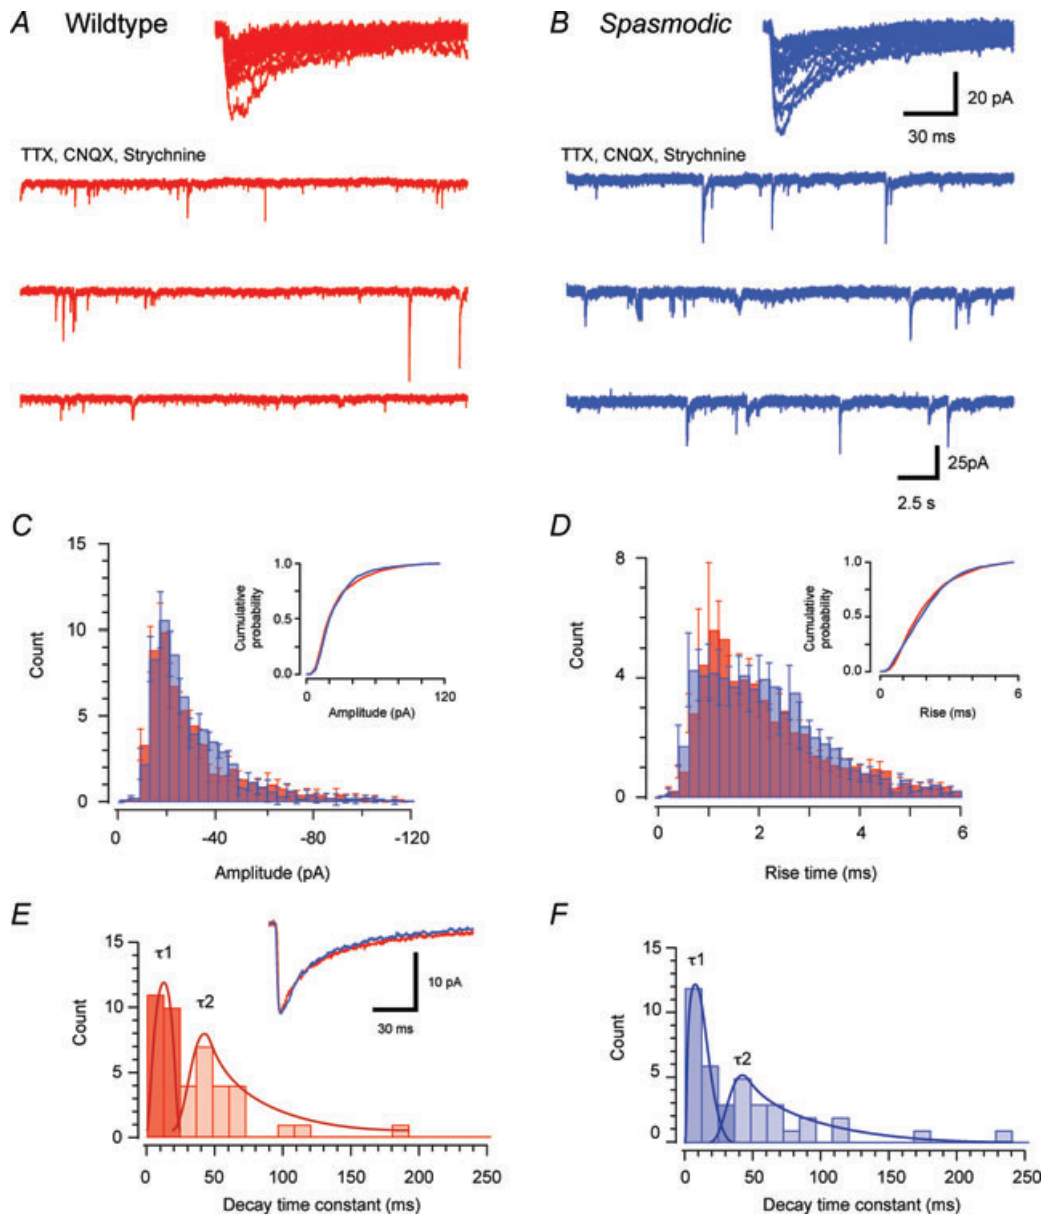 A Wildtype
B Spasmodic
20 pA
30 ms
TTX, CNQX, Strychnine
TTX, CNQX, Strychnine
25pA
2.5 s
C
15
10
5
0
Count
0 -40 -80 -120
Amplitude (pA)
1.0
0.75
0.5
0.0
Cumulative
probability
0 60 120
Amplitude (pA)
D
8
4
0
Count
0 2 4 6
Rise time (ms)
1.0
0.75
0.5
0.0
Cumulative
probability
0 6
Rise (ms)
E
15
10
5
0
Count
τ1
τ2
10 pA
30 ms
0 50 100 150 200 250
Decay time constant (ms)
F
15
10
5
0
Count
τ1
τ2
0 50 100 150 200 250
Decay time constant (ms)